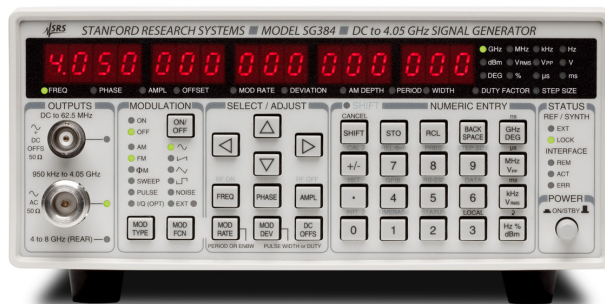 SRS STANFORD RESEARCH SYSTEMS MODEL SG384 DC to 4.05 GHz SIGNAL GENERATOR
4.050 000 000 000 000
GHz MHz kHz Hz
dBm VRMS VPP V
DEG % µs ms
FREQ PHASE AMPL OFFSET MOD RATE DEVIATION AM DEPTH PERIOD WIDTH DUTY FACTOR STEP SIZE
OUTPUTS
DC to 62.5 MHz
DC
OFFS
50 Ω
950 kHz to 4.05 GHz
AC
50 Ω
4 to 8 GHz (REAR)
MODULATION
ON
OFF
ON/
OFF
AM
FM
ΦM
SWEEP
PULSE NOISE
I/Q (OPT) EXT
MOD
TYPE
MOD
FCN
SELECT / ADJUST
RF ON RF OFF
FREQ PHASE AMPL
MOD
RATE
MOD
DEV
DC
OFFS
PERIOD OR ENBW PULSE WIDTH or DUTY
SHIFT NUMERIC ENTRY
CANCEL
SHIFT STO RCL BACK
SPACE
ns
GHz
DEG
+/- 7 8 9
µs
MHz
VPP
. 4 5 6
ms
kHz
VRMS
LOCAL
0 1 2 3
Hz %
dBm
STATUS
REF / SYNTH
EXT
LOCK
INTERFACE
REM
ACT
ERR
POWER
ON/STBY